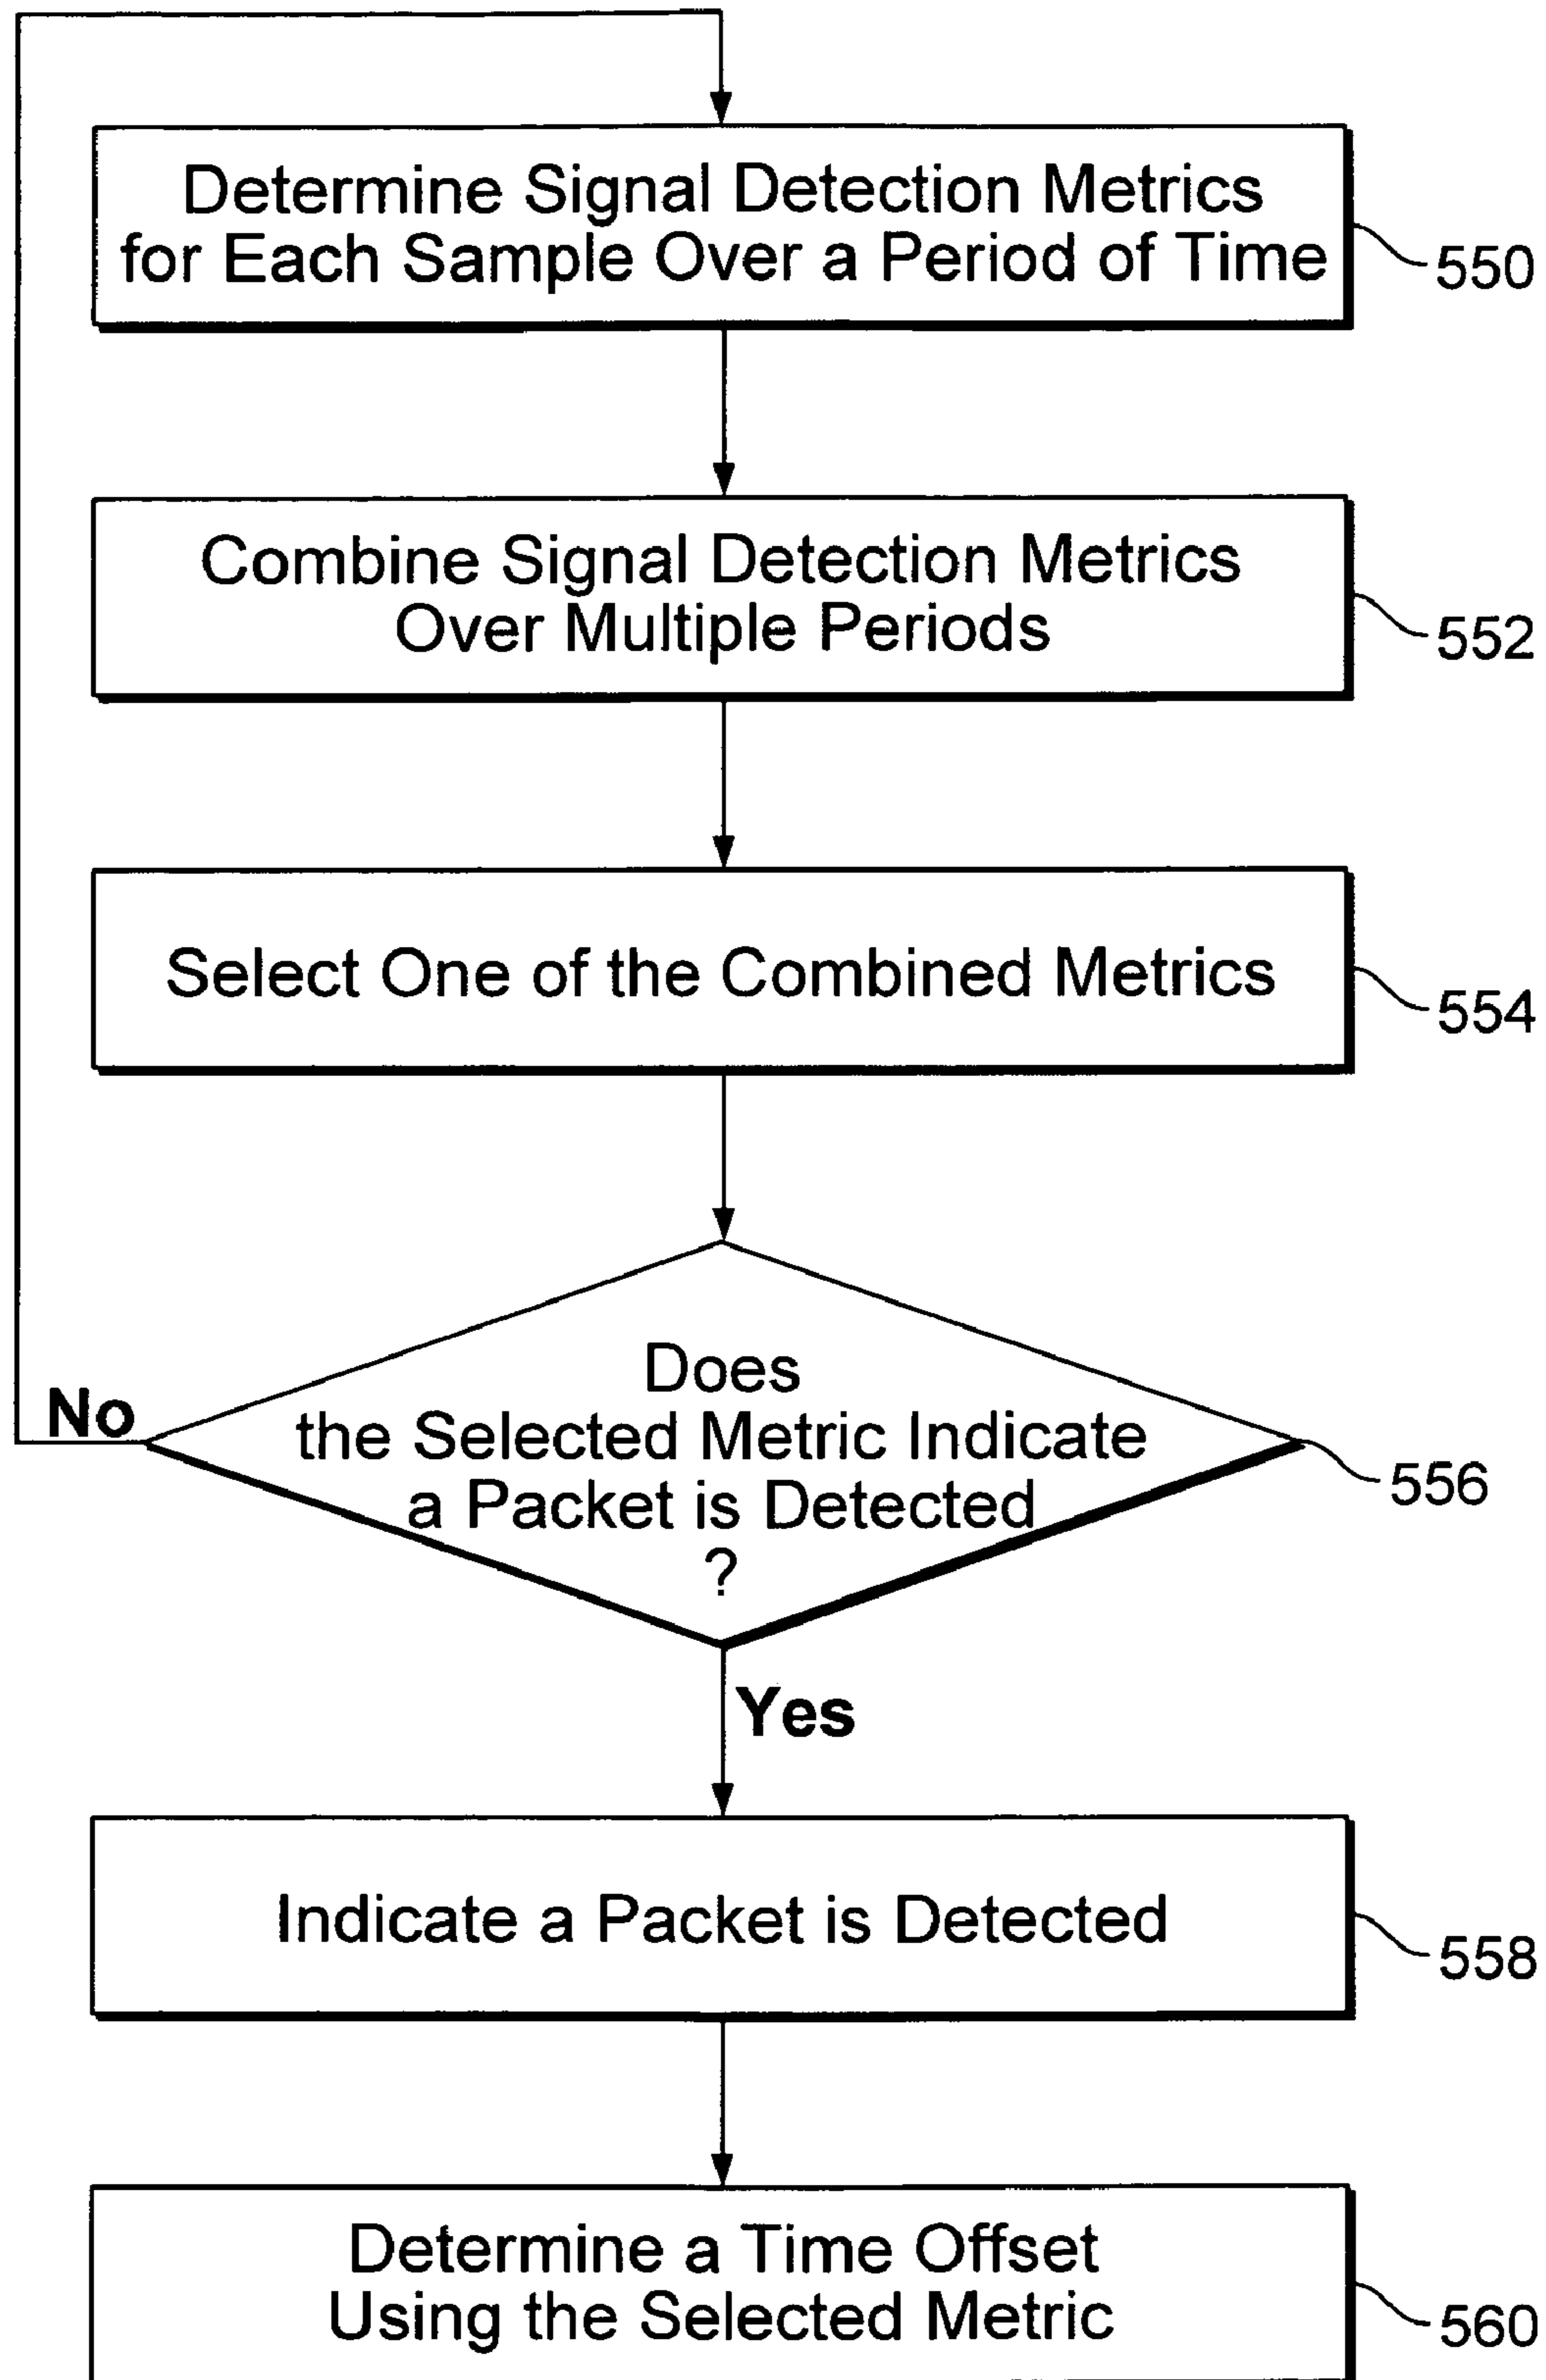 Determine Signal Detection Metrics
for Each Sample Over a Period of Time
550
Combine Signal Detection Metrics
Over Multiple Periods
552
Select One of the Combined Metrics
554
Does
the Selected Metric Indicate
a Packet is Detected
?
No
556
Yes
Indicate a Packet is Detected
558
Determine a Time Offset
Using the Selected Metric
560